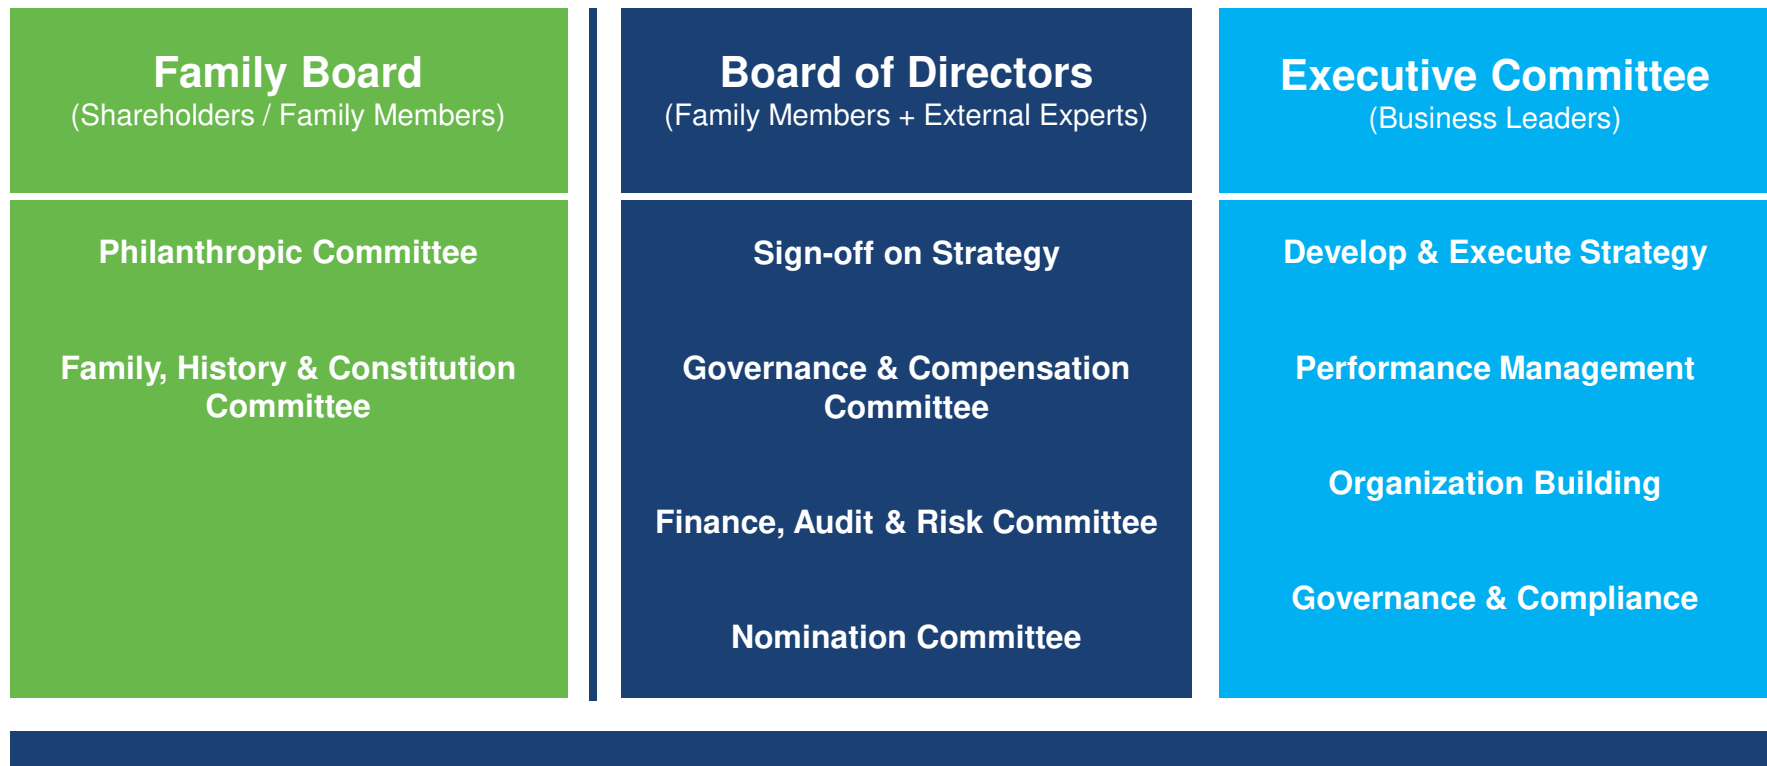 Family Board
(Shareholders / Family Members)
Philanthropic Committee
Family, History & Constitution
Committee
Board of Directors
(Family Members + External Experts)
Sign-off on Strategy
Governance & Compensation
Committee
Finance, Audit & Risk Committee
Nomination Committee
Executive Committee
(Business Leaders)
Develop & Execute Strategy
Performance Management
Organization Building
Governance & Compliance